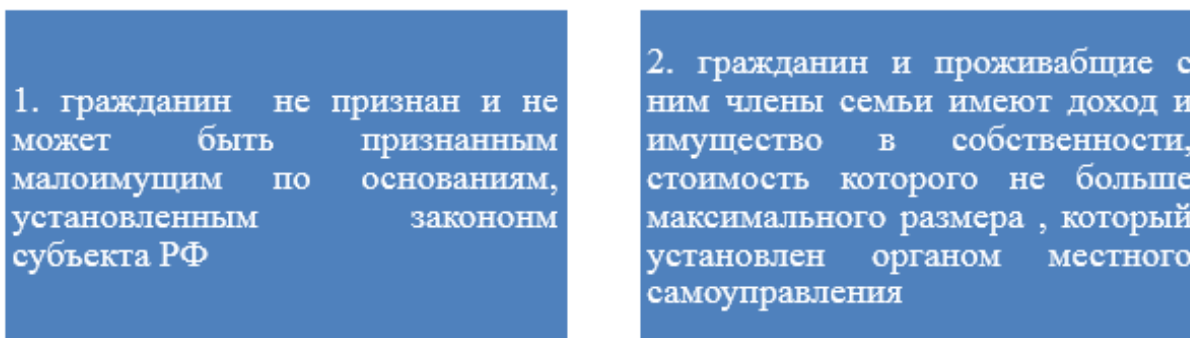 1. гражданин не признан и не
может быть признанным
малоимущим по основаниям,
установленным закононм
субъекта РФ
2. гражданин и проживабщие с
ним члены семьи имеют доход и
имущество в собственности,
стоимость которого не больше
максимального размера , который
установлен органом местного
самоуправления